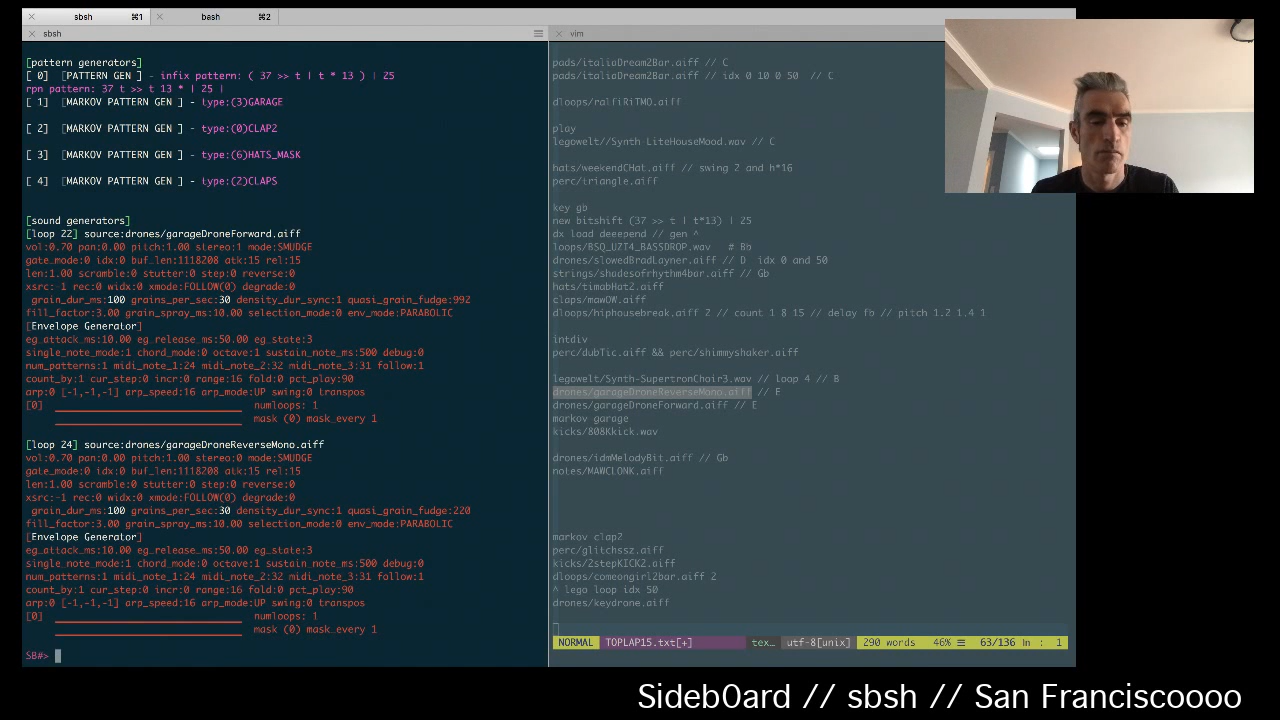 sbsh ⌘1 bash ⌘2
sbsh
[pattern generators]
[ 0] [PATTERN GEN ] - infix pattern: ( 37 >> t | t * 13 ) | 25
rpn pattern: 37 t >> t 13 * | 25 |
[ 1] [MARKOV PATTERN GEN ] - type:(3)GARAGE
[ 2] [MARKOV PATTERN GEN ] - type:(0)CLAP2
[ 3] [MARKOV PATTERN GEN ] - type:(6)HATS_MASK
[ 4] [MARKOV PATTERN GEN ] - type:(2)CLAPS
[sound generators]
[loop 22] source:drones/garageDroneForward.aiff
vol:0.70 pan:0.00 pitch:1.00 stereo:1 mode:SMUDGE
gate_mode:0 idx:0 buf_len:1118208 atk:15 rel:15
len:1.00 scramble:0 stutter:0 step:0 reverse:0
xsrc:-1 rec:0 widx:0 xmode:FOLLOW(0) degrade:0
grain_dur_ms:100 grains_per_sec:30 density_dur_sync:1 quasi_grain_fudge:992
fill_factor:3.00 grain_spray_ms:10.00 selection_mode:0 env_mode:PARABOLIC
[Envelope Generator]
eg_attack_ms:10.00 eg_release_ms:50.00 eg_state:3
single_note_mode:1 chord_mode:0 octave:1 sustain_note_ms:500 debug:0
num_patterns:1 midi_note_1:24 midi_note_2:32 midi_note_3:31 follow:1
count_by:1 cur_step:0 incr:0 range:16 fold:0 pct_play:90
arp:0 [-1,-1,-1] arp_speed:16 arp_mode:UP swing:0 transpos
[0] numloops: 1
mask (0) mask_every 1
[loop 24] source:drones/garageDroneReverseMono.aiff
vol:0.70 pan:0.00 pitch:1.00 stereo:0 mode:SMUDGE
gate_mode:0 idx:0 buf_len:1118208 atk:15 rel:15
len:1.00 scramble:0 stutter:0 step:0 reverse:0
xsrc:-1 rec:0 widx:0 xmode:FOLLOW(0) degrade:0
grain_dur_ms:100 grains_per_sec:30 density_dur_sync:1 quasi_grain_fudge:220
fill_factor:3.00 grain_spray_ms:10.00 selection_mode:0 env_mode:PARABOLIC
[Envelope Generator]
eg_attack_ms:10.00 eg_release_ms:50.00 eg_state:3
single_note_mode:1 chord_mode:0 octave:1 sustain_note_ms:500 debug:0
num_patterns:1 midi_note_1:24 midi_note_2:32 midi_note_3:31 follow:1
count_by:1 cur_step:0 incr:0 range:16 fold:0 pct_play:90
arp:0 [-1,-1,-1] arp_speed:16 arp_mode:UP swing:0 transpos
[0] numloops: 1
mask (0) mask_every 1
SB#>
vim
pads/italiaDream2Bar.aiff // C
pads/italiaDream2Bar.aiff // idx 0 10 0 50 // C
dloops/ralfiRiTMO.aiff
play
legowelt//Synth LiteHouseMood.wav // C
hats/weekendCHat.aiff // swing 2 and h*16
perc/triangle.aiff
key gb
new bitshift (37 >> t | t*13) | 25
dx load deeepend // gen ^
loops/BSQ_UZI4_BASSDROP.wav # Bb
drones/slowedBradLayner.aiff // D idx 0 and 50
strings/shadesofrhythm4bar.aiff // Gb
hats/timabHat2.aiff
claps/mawOW.aiff
dloops/hiphousebreak.aiff 2 // count 1 8 15 // delay fb // pitch 1.2 1.4 1
intdiv
perc/dubTic.aiff && perc/shimmyshaker.aiff
legowelt/Synth-SupertronChoir3.wav // loop 4 // B
drones/garageDroneReverseMono.aiff // E
drones/garageDroneForward.aiff // E
markov garage
kicks/808Kkick.wav
drones/idmMelodyBit.aiff // Gb
notes/MAWCLONK.aiff
markov clap2
perc/glitchssz.aiff
kicks/2stepKICK2.aiff
dloops/comeongirl2bar.aiff 2
^ lego loop idx 50
drones/keydrone.aiff
NORMAL TOPLAP15.txt[+] tex… utf-8[unix] 290 words 46% ☰ 63/136 ln : 1
Sideb0ard // sbsh // San Franciscoooo